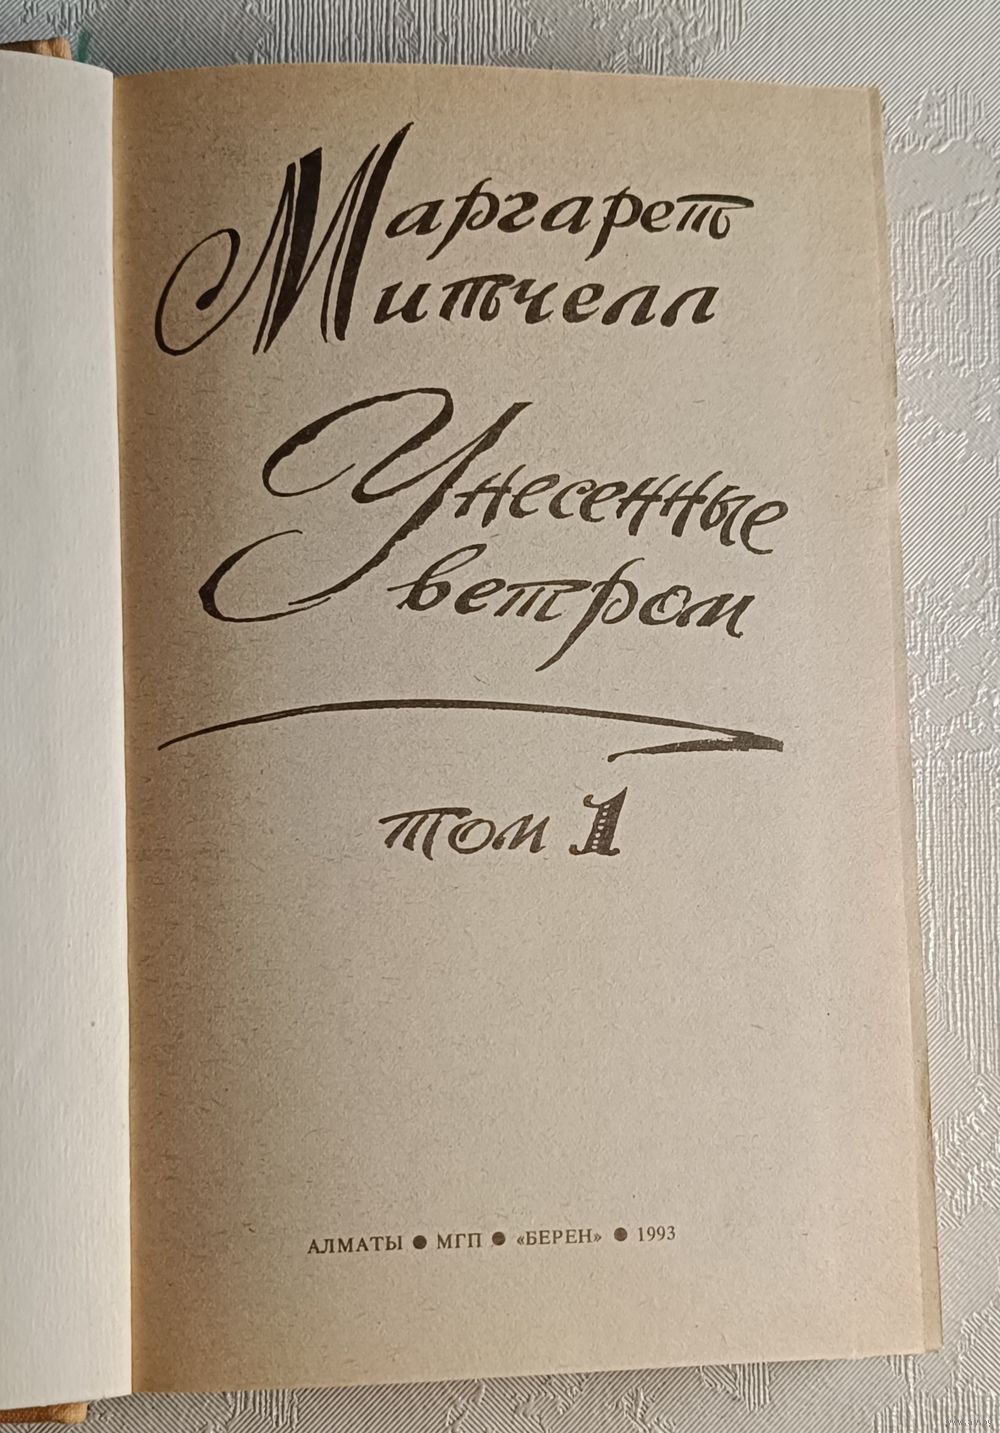 Маргарет
Митчелл
Унесенные
ветром
том 1
АЛМАТЫ ● МГП ● «БЕРЕН» ● 1993